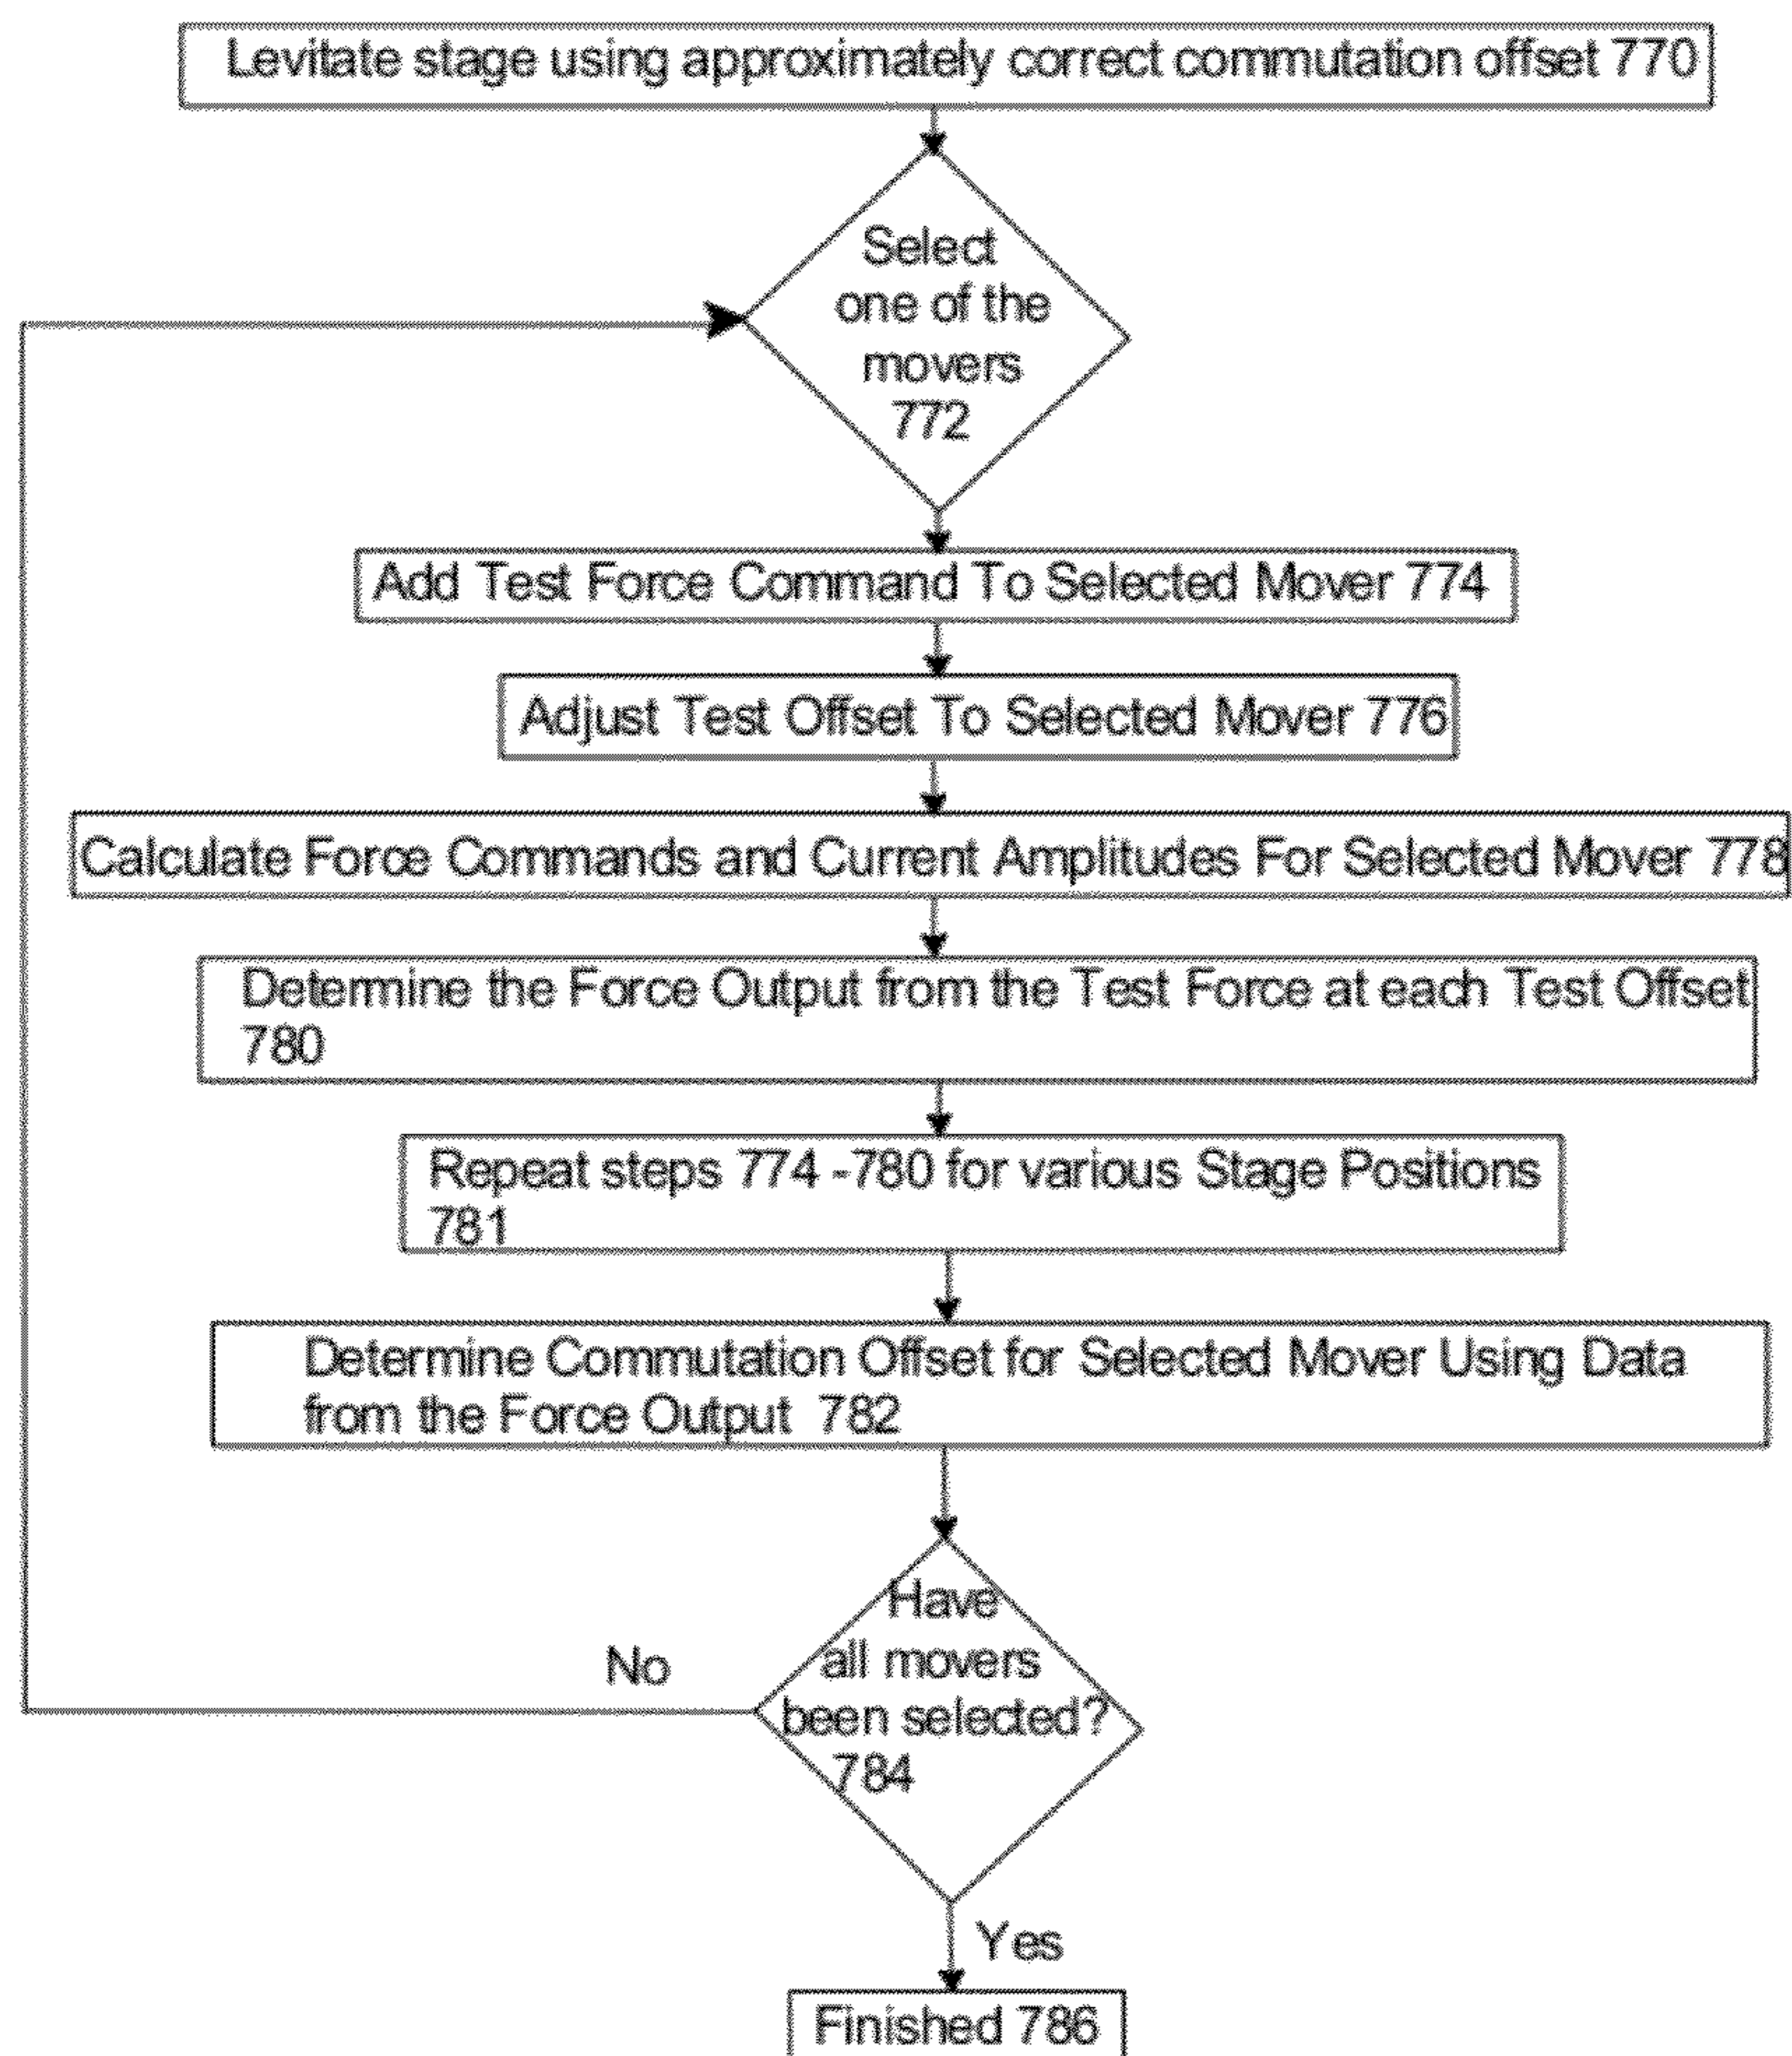 Levitate stage using approximately correct commutation offset 770
Select
one of the
movers
772
Add Test Force Command To Selected Mover 774
Adjust Test Offset To Selected Mover 776
Calculate Force Commands and Current Amplitudes For Selected Mover 778
Determine the Force Output from the Test Force at each Test Offset
780
Repeat steps 774 -780 for various Stage Positions
781
Determine Commutation Offset for Selected Mover Using Data
from the Force Output 782
Have
all movers
been selected?
784
No
Yes
Finished 786